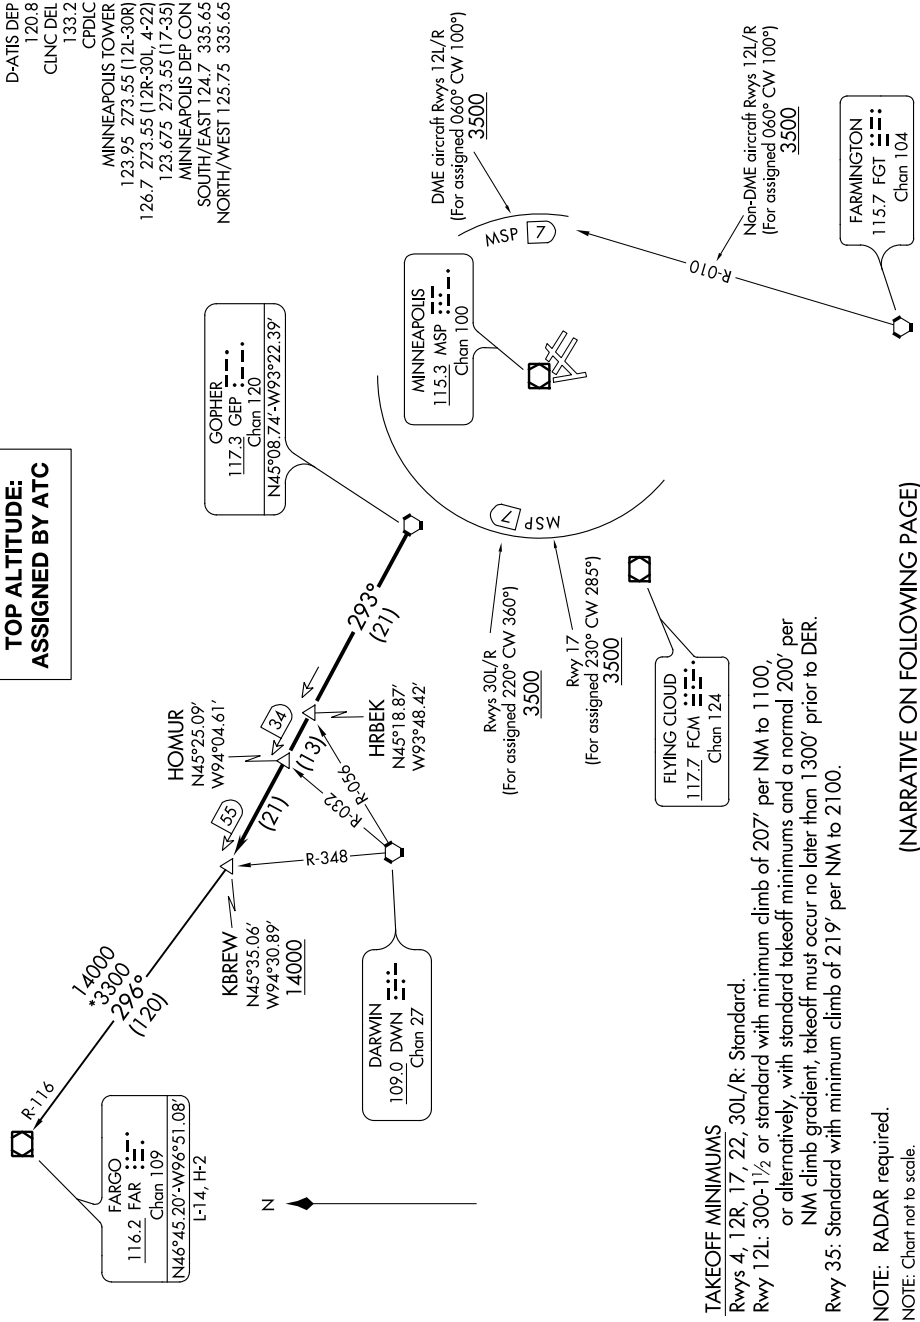 TOP ALTITUDE:
ASSIGNED BY ATC
D-ATIS DEP
120.8
CLNC DEL
133.2
CPDLC
MINNEAPOLIS TOWER
123.95 273.55 (12L-30R)
126.7 273.55 (12R-30L, 4-22)
123.675 273.55 (17-35)
MINNEAPOLIS DEP CON
SOUTH/EAST 124.7 335.65
NORTH/WEST 125.75 335.65
FARGO
116.2 FAR
Chan 109
N46°45.20'-W96°51.08'
L-14, H-2
R-116
14000
*3300
296°
(120)
KBREW
N45°35.06'
W94°30.89'
14000
55
(21)
HOMUR
N45°25.09'
W94°04.61'
34
(13)
HRBEK
N45°18.87'
W93°48.42'
293°
(21)
GOPHER
117.3 GEP
Chan 120
N45°08.74'-W93°22.39'
R-348
R-032
R-056
DARWIN
109.0 DWN
Chan 27
MINNEAPOLIS
115.3 MSP
Chan 100
MSP 7
DME aircraft Rwys 12L/R
(For assigned 060° CW 100°)
3500
MSP 7
Rwys 30L/R
(For assigned 220° CW 360°)
3500
Rwy 17
(For assigned 230° CW 285°)
3500
FLYING CLOUD
117.7 FCM
Chan 124
R-010
Non-DME aircraft Rwys 12L/R
(For assigned 060° CW 100°)
3500
FARMINGTON
115.7 FGT
Chan 104
N
TAKEOFF MINIMUMS
Rwys 4, 12R, 17, 22, 30L/R: Standard.
Rwy 12L: 300-1½ or standard with minimum climb of 207' per NM to 1100,
or alternatively, with standard takeoff minimums and a normal 200' per
NM climb gradient, takeoff must occur no later than 1300' prior to DER.
Rwy 35: Standard with minimum climb of 219' per NM to 2100.
NOTE: RADAR required.
NOTE: Chart not to scale.
(NARRATIVE ON FOLLOWING PAGE)